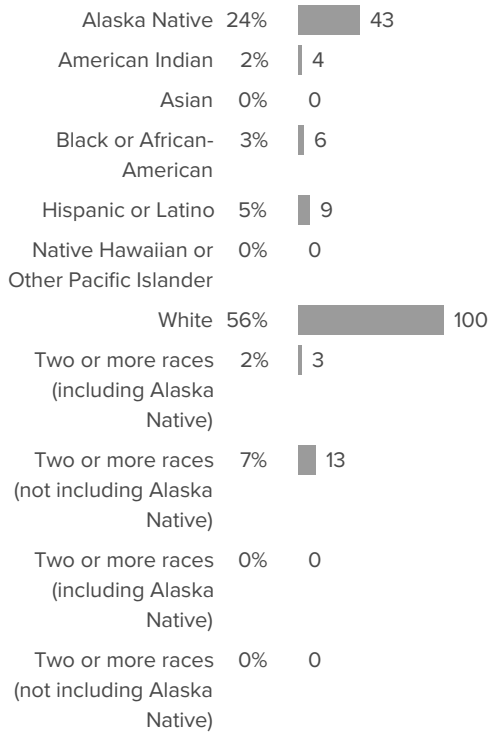 Alaska Native 24% 43
American Indian 2% 4
Asian 0% 0
Black or African- 3% 6
American
Hispanic or Latino 5% 9
Native Hawaiian or 0% 0
Other Pacific Islander
White 56% 100
Two or more races 2% 3
(including Alaska
Native)
Two or more races 7% 13
(not including Alaska
Native)
Two or more races 0% 0
(including Alaska
Native)
Two or more races 0% 0
(not including Alaska
Native)